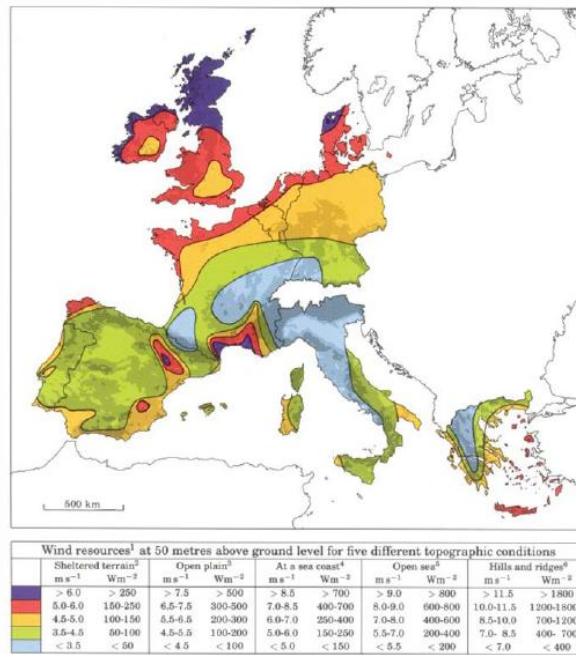 500 km
Wind resources¹ at 50 metres above ground level for five different topographic conditions
Sheltered terrain² Open plain³ At a sea coast⁴ Open sea⁵ Hills and ridges⁶
m s⁻¹ Wm⁻² m s⁻¹ Wm⁻² m s⁻¹ Wm⁻² m s⁻¹ Wm⁻² m s⁻¹ Wm⁻²
> 6.0 > 250 > 7.5 > 500 > 8.5 > 700 > 9.0 > 800 > 11.5 > 1800
5.0-6.0 150-250 6.5-7.5 300-500 7.0-8.5 400-700 8.0-9.0 600-800 10.0-11.5 1200-1800
4.5-5.0 100-150 5.5-6.5 200-300 6.0-7.0 250-400 7.0-8.0 400-600 8.5-10.0 700-1200
3.5-4.5 50-100 4.5-5.5 100-200 5.0-6.0 150-250 5.5-7.0 200-400 7.0- 8.5 400- 700
< 3.5 < 50 < 4.5 < 100 < 5.0 < 150 < 5.5 < 200 < 7.0 < 400